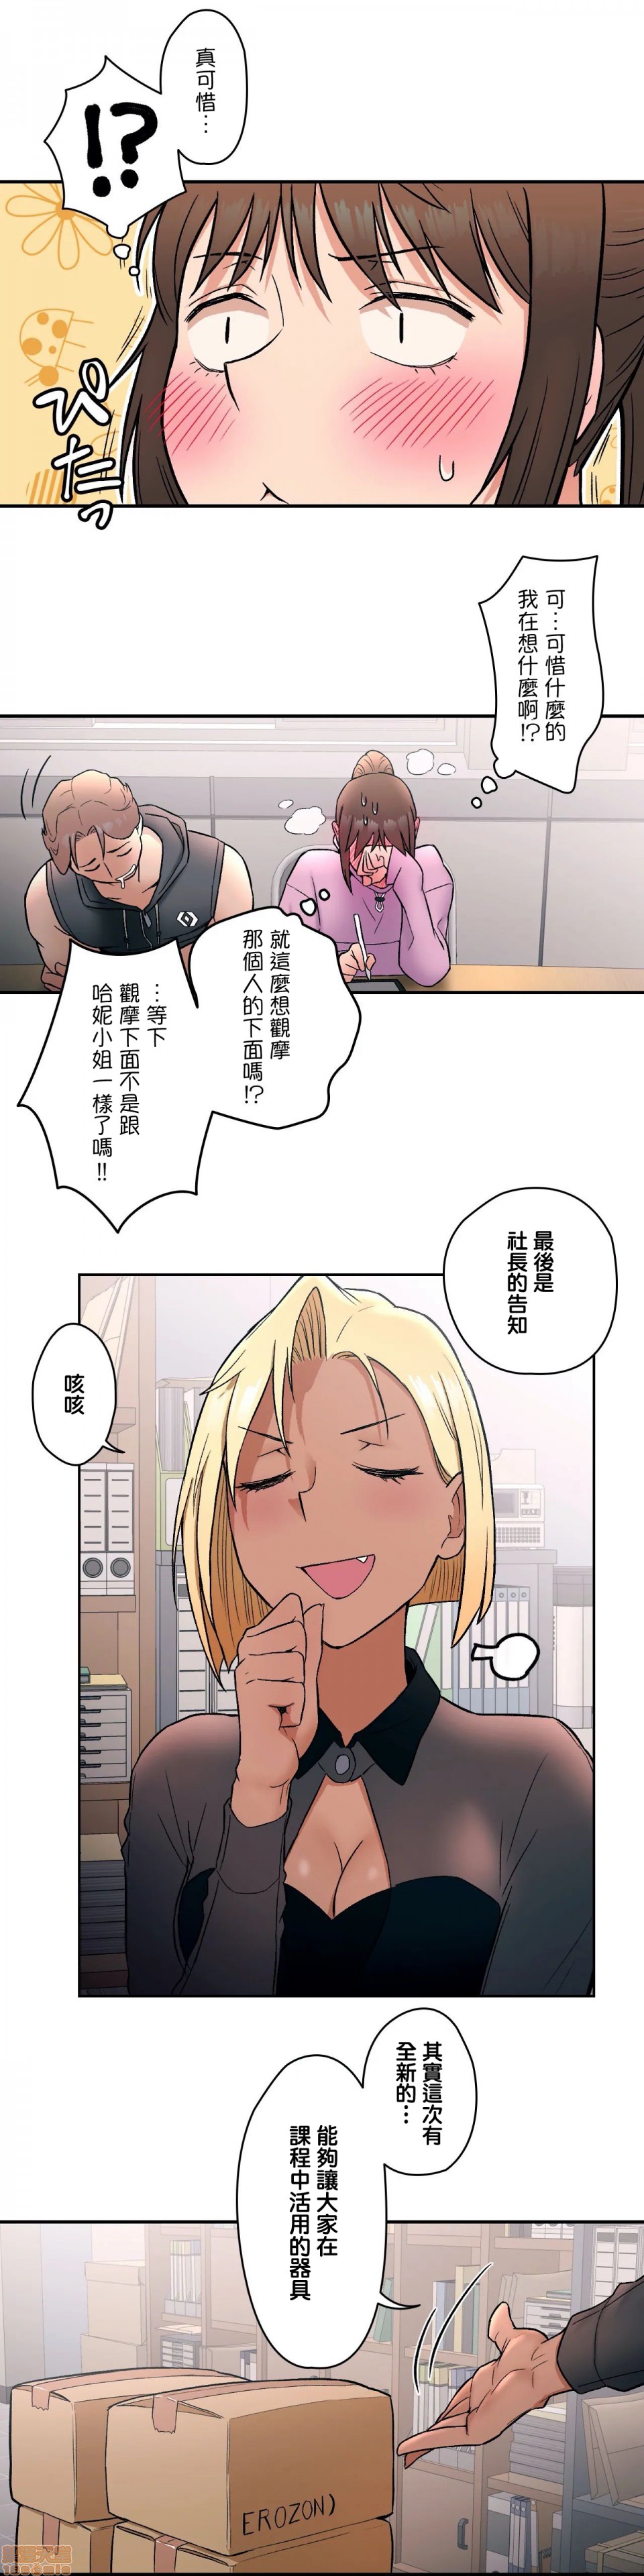 真可惜…
!?
ぴたっ
可…可惜什麼的
我在想什麼啊!?
就這麼想觀摩
那個人的下面嗎!?
…等下
觀摩下面不是跟
哈妮小姐一樣了嗎!!
最後是
社長的告知
咳咳
其實這次有
全新的…
能夠讓大家在
課程中活用的器具
EROZON)